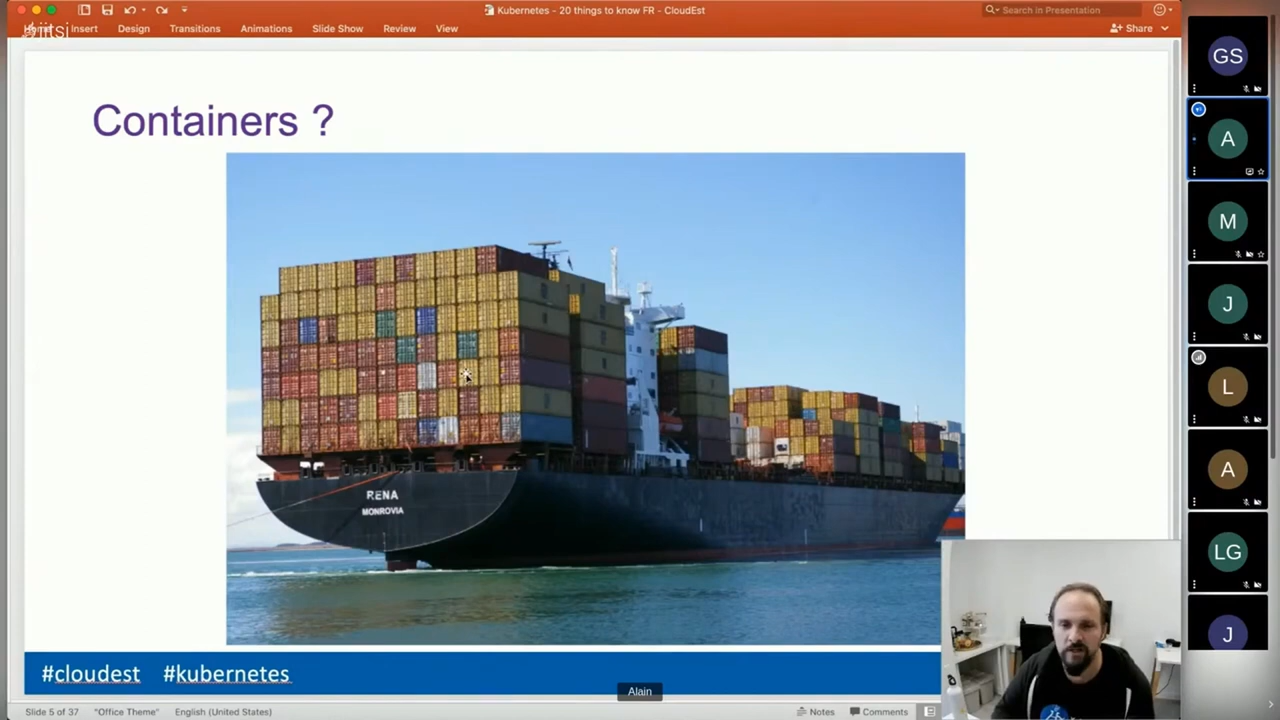 Kubernetes - 20 things to know FR - CloudEst
Search in Presentation
jitsi
Insert
Design
Transitions
Animations
Slide Show
Review
View
Share
Containers ?
RENA
MONROVIA
#cloudest #kubernetes
Alain
Slide 5 of 37
"Office Theme"
English (United States)
Notes
Comments
GS
A
M
J
L
A
LG
J